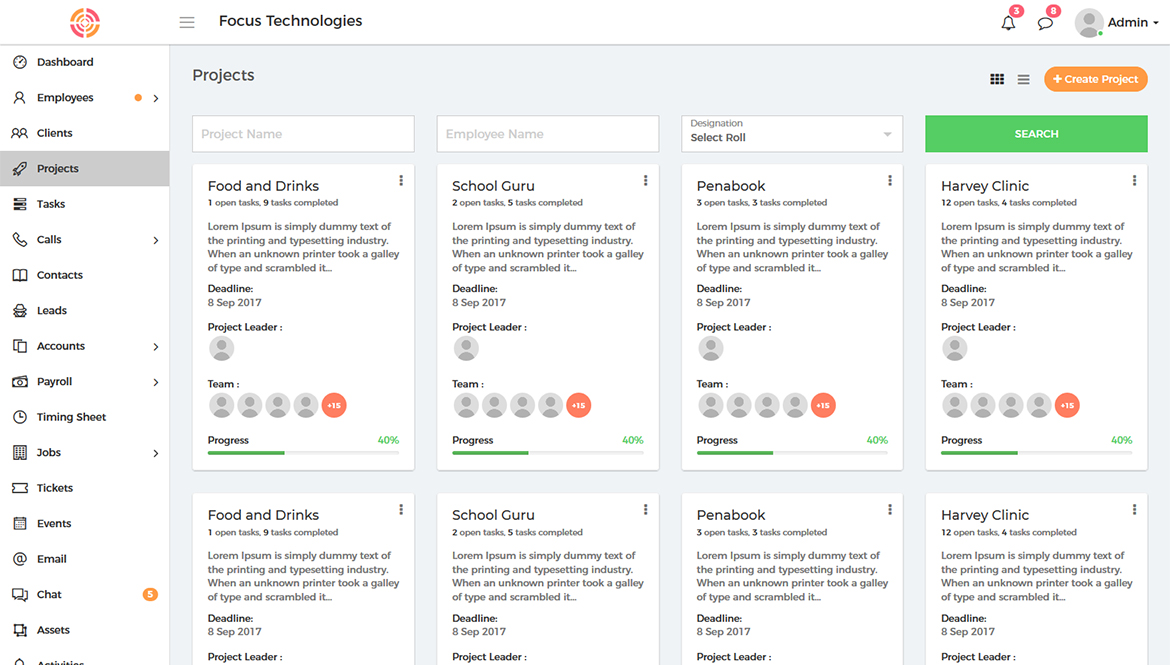 Focus Technologies
3
8
Admin
Dashboard
Employees
Clients
Projects
Tasks
Calls
Contacts
Leads
Accounts
Payroll
Timing Sheet
Jobs
Tickets
Events
Email
Chat
5
Assets
Activities
Projects
+ Create Project
Project Name
Employee Name
Designation
Select Roll
SEARCH
Food and Drinks
1 open tasks, 9 tasks completed
Lorem Ipsum is simply dummy text of
the printing and typesetting industry.
When an unknown printer took a galley
of type and scrambled it...
Deadline:
8 Sep 2017
Project Leader :
Team :
+15
Progress
40%
School Guru
2 open tasks, 5 tasks completed
Lorem Ipsum is simply dummy text of
the printing and typesetting industry.
When an unknown printer took a galley
of type and scrambled it...
Deadline:
8 Sep 2017
Project Leader :
Team :
+15
Progress
40%
Penabook
3 open tasks, 3 tasks completed
Lorem Ipsum is simply dummy text of
the printing and typesetting industry.
When an unknown printer took a galley
of type and scrambled it...
Deadline:
8 Sep 2017
Project Leader :
Team :
+15
Progress
40%
Harvey Clinic
12 open tasks, 4 tasks completed
Lorem Ipsum is simply dummy text of
the printing and typesetting industry.
When an unknown printer took a galley
of type and scrambled it...
Deadline:
8 Sep 2017
Project Leader :
Team :
+15
Progress
40%
Food and Drinks
1 open tasks, 9 tasks completed
Lorem Ipsum is simply dummy text of
the printing and typesetting industry.
When an unknown printer took a galley
of type and scrambled it...
Deadline:
8 Sep 2017
Project Leader :
School Guru
2 open tasks, 5 tasks completed
Lorem Ipsum is simply dummy text of
the printing and typesetting industry.
When an unknown printer took a galley
of type and scrambled it...
Deadline:
8 Sep 2017
Project Leader :
Penabook
3 open tasks, 3 tasks completed
Lorem Ipsum is simply dummy text of
the printing and typesetting industry.
When an unknown printer took a galley
of type and scrambled it...
Deadline:
8 Sep 2017
Project Leader :
Harvey Clinic
12 open tasks, 4 tasks completed
Lorem Ipsum is simply dummy text of
the printing and typesetting industry.
When an unknown printer took a galley
of type and scrambled it...
Deadline:
8 Sep 2017
Project Leader :